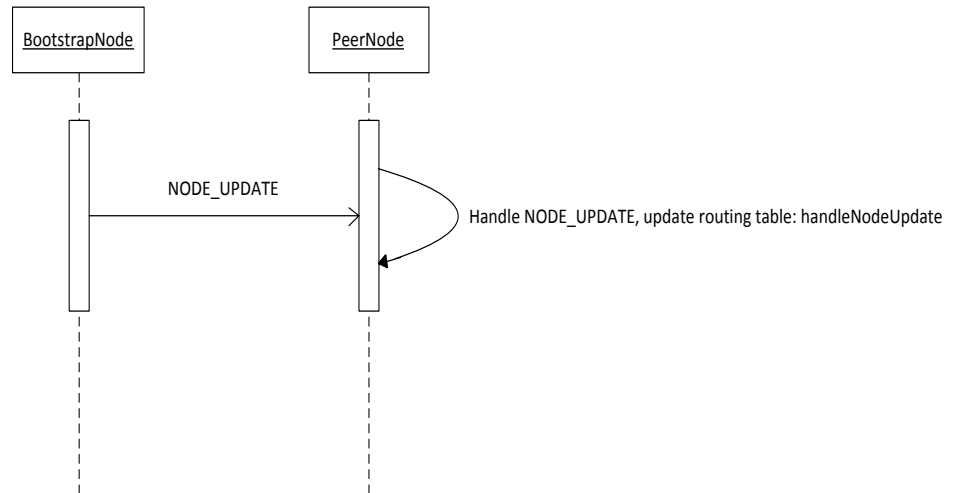 BootstrapNode
PeerNode
NODE_UPDATE
Handle NODE_UPDATE, update routing table: handleNodeUpdate